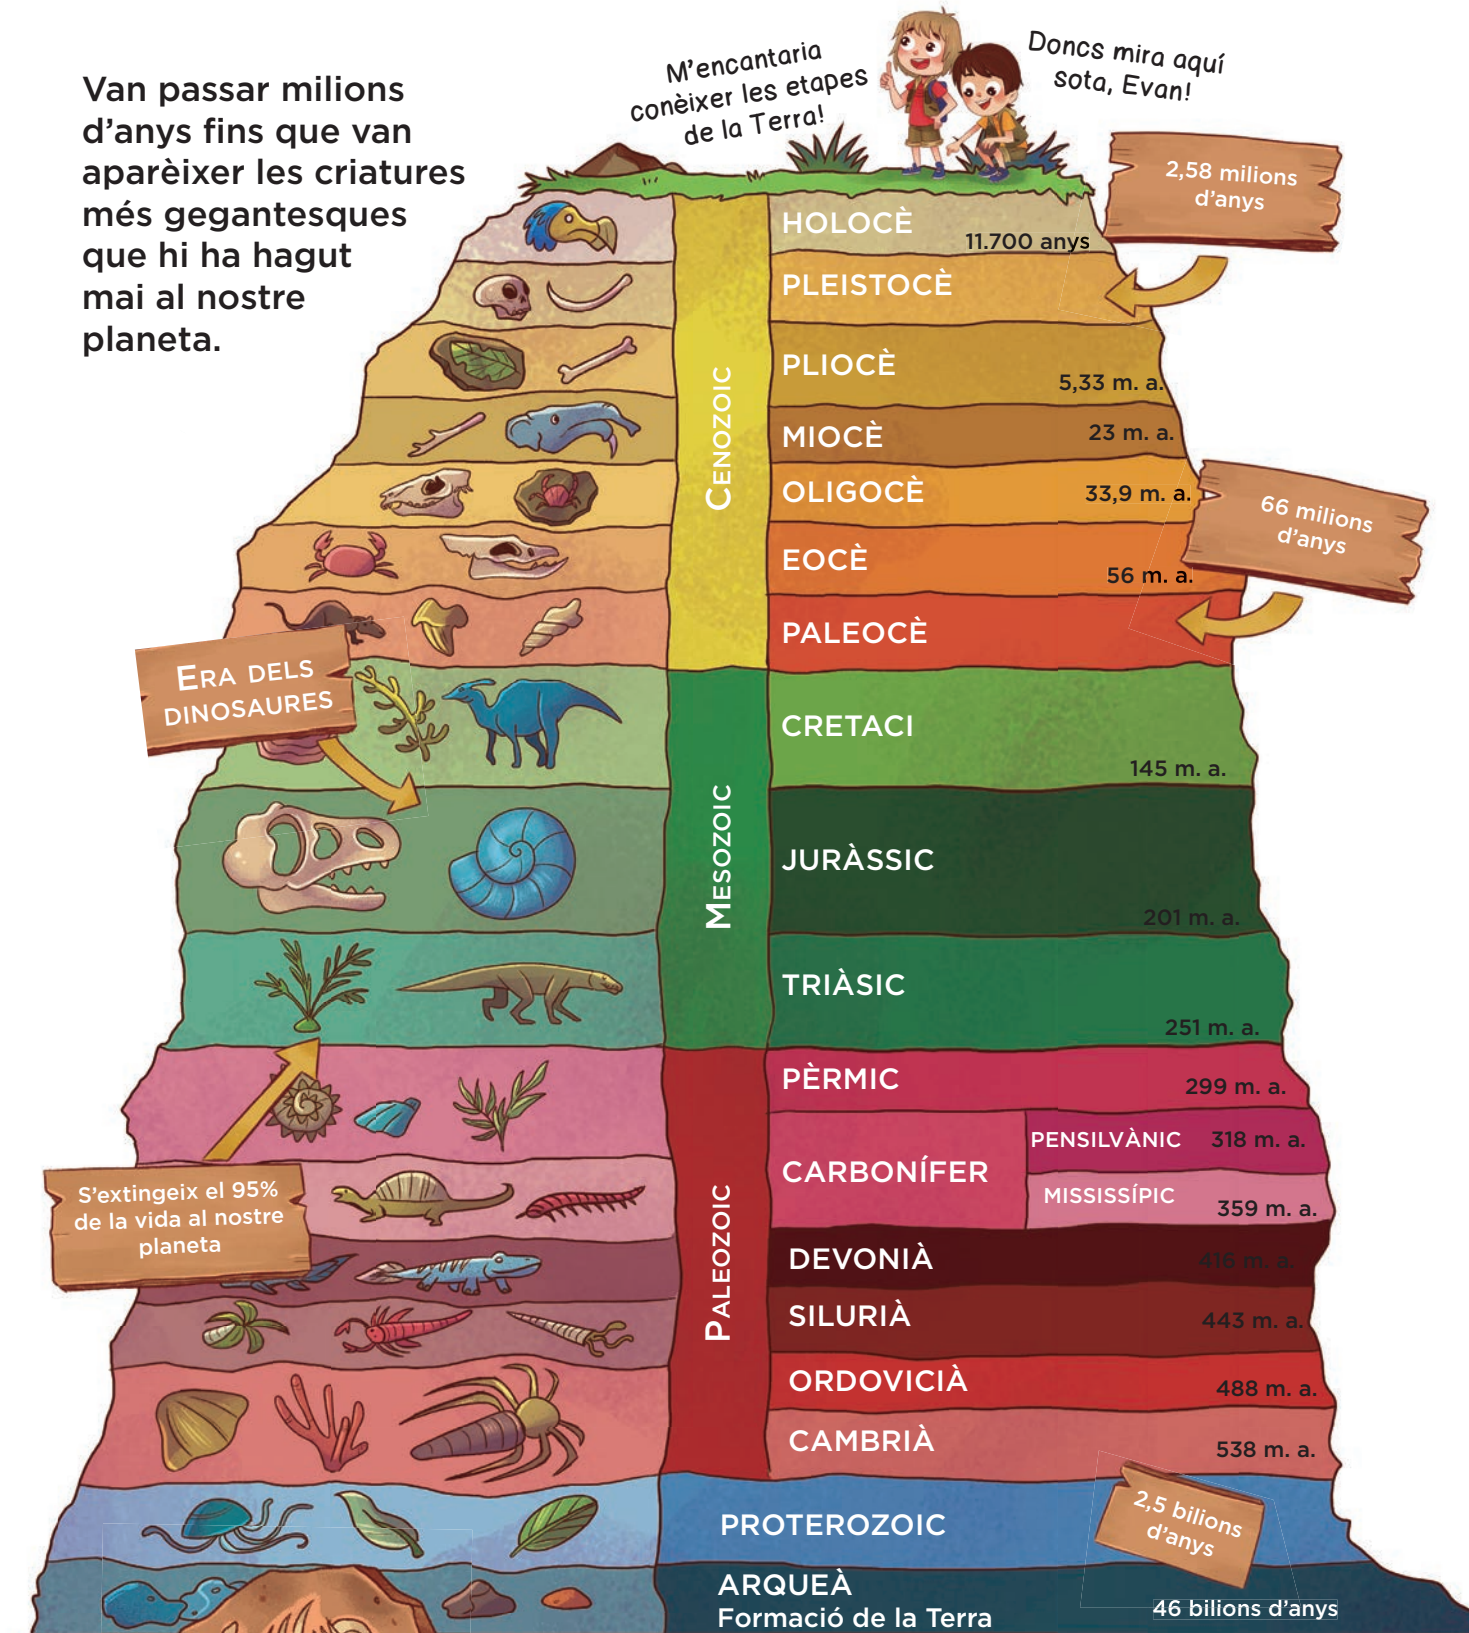 Van passar milions
d'anys fins que van
aparèixer les criatures
més gegantesques
que hi ha hagut
mai al nostre
planeta.
M'encantaria
conèixer les etapes
de la Terra!
Doncs mira aquí
sota, Evan!
2,58 milions
d'anys
CENOZOIC
HOLOCÈ
11.700 anys
PLEISTOCÈ
PLIOCÈ
5,33 m. a.
MIOCÈ
23 m. a.
OLIGOCÈ
33,9 m. a.
66 milions
d'anys
EOCÈ
56 m. a.
PALEOCÈ
ERA DELS
DINOSAURES
MESOZOIC
CRETACI
145 m. a.
JURÀSSIC
201 m. a.
TRIÀSIC
251 m. a.
S'extingeix el 95%
de la vida al nostre
planeta
PALEOZOIC
PÈRMIC
299 m. a.
CARBONÍFER
PENSILVÀNIC 318 m. a.
MISSISSÍPIC
359 m. a.
DEVONIÀ
416 m. a.
SILURIÀ
443 m. a.
ORDOVICIÀ
488 m. a.
CAMBRIÀ
538 m. a.
PROTEROZOIC
2,5 bilions
d'anys
ARQUEÀ
Formació de la Terra
46 bilions d'anys